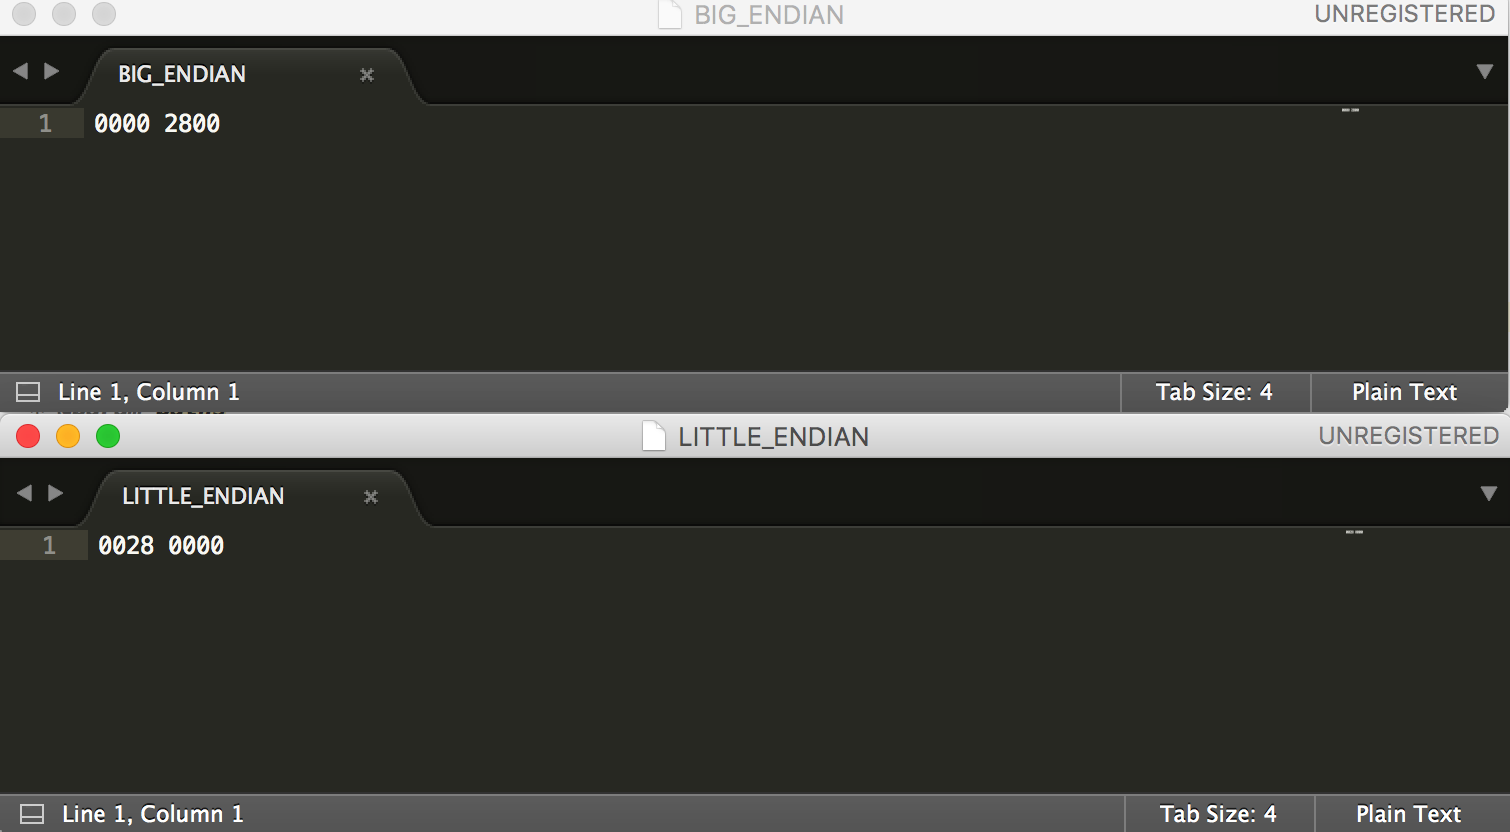 BIG_ENDIAN UNREGISTERED
BIG_ENDIAN
1 0000 2800
Line 1, Column 1 Tab Size: 4 Plain Text
LITTLE_ENDIAN UNREGISTERED
LITTLE_ENDIAN
1 0028 0000
Line 1, Column 1 Tab Size: 4 Plain Text